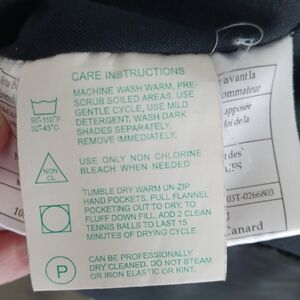 CARE INSTRUCTIONS
90°-110°F
32°-43°C
MACHINE WASH WARM, PRE-
SCRUB SOILED AREAS. USE
GENTLE CYCLE, USE MILD
DETERGENT, WASH DARK
SHADES SEPARATELY.
REMOVE IMMEDIATELY.
NON
CL
USE ONLY NON CHLORINE
BLEACH WHEN NEEDED
TUMBLE DRY WARM UN-ZIP
HAND POCKETS, PULL FLANNEL
POCKETING OUT TO DRY. TO
FLUFF DOWN FILL, ADD 2 CLEAN
TENNIS BALLS TO LAST 15
MINUTES OF DRYING CYCLE
P
CAN BE PROFESSIONALLY
DRY CLEANED. DO NOT STEAM
OR IRON ELASTIC OR KNIT.
avant la
ommateur
apposée
loi de la
t des
03T-0266803
Canard